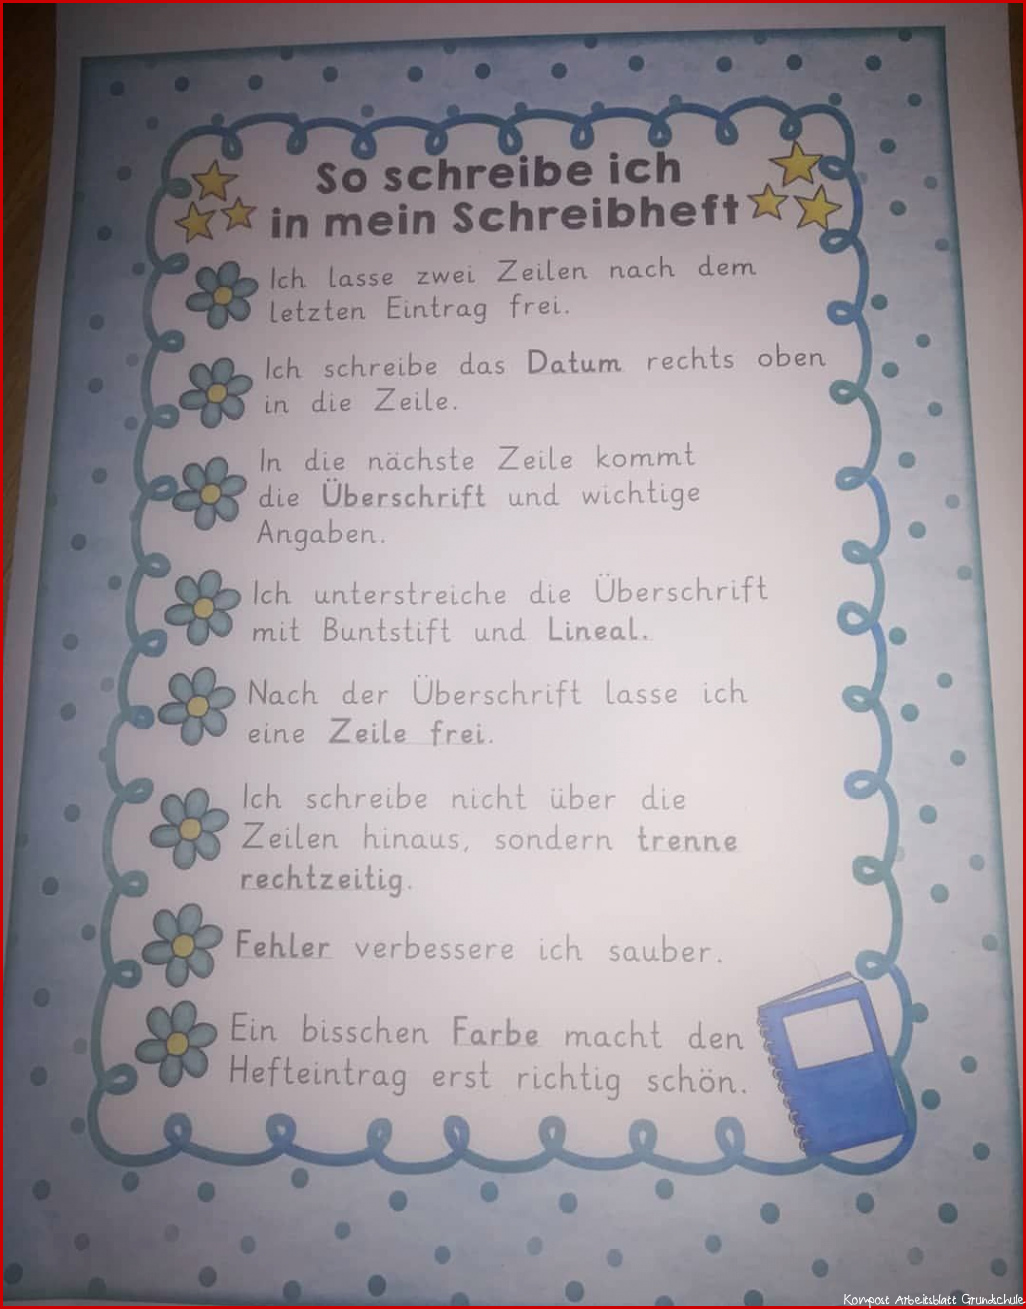 So schreibe ich
in mein Schreibheft
Ich lasse zwei Zeilen nach dem
letzten Eintrag frei.
Ich schreibe das Datum rechts oben
in die Zeile.
In die nächste Zeile kommt
die Überschrift und wichtige
Angaben.
Ich unterstreiche die Überschrift
mit Buntstift und Lineal.
Nach der Überschrift lasse ich
eine Zeile frei.
Ich schreibe nicht über die
Zeilen hinaus, sondern trenne
rechtzeitig.
Fehler verbessere ich sauber.
Ein bisschen Farbe macht den
Hefteintrag erst richtig schön.
Kompost Arbeitsblatt Grundschule